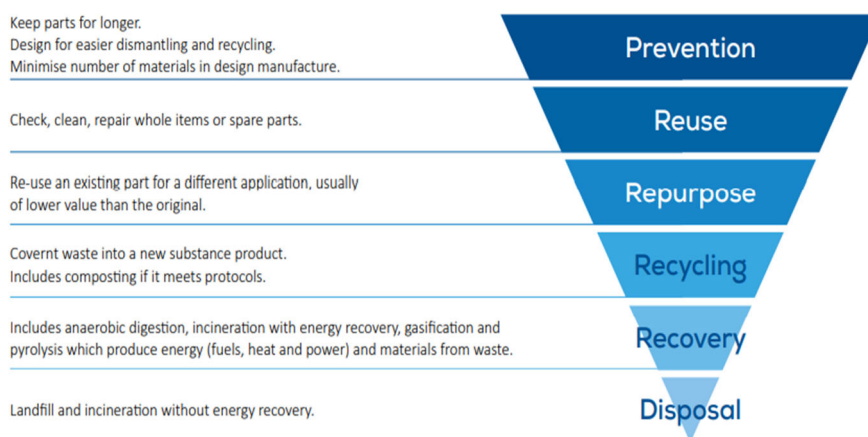 Keep parts for longer.
Design for easier dismantling and recycling.
Minimise number of materials in design manufacture.
Prevention
Check, clean, repair whole items or spare parts.
Reuse
Re-use an existing part for a different application, usually
of lower value than the original.
Repurpose
Covernt waste into a new substance product.
Includes composting if it meets protocols.
Recycling
Includes anaerobic digestion, incineration with energy recovery, gasification and
pyrolysis which produce energy (fuels, heat and power) and materials from waste.
Recovery
Landfill and incineration without energy recovery.
Disposal